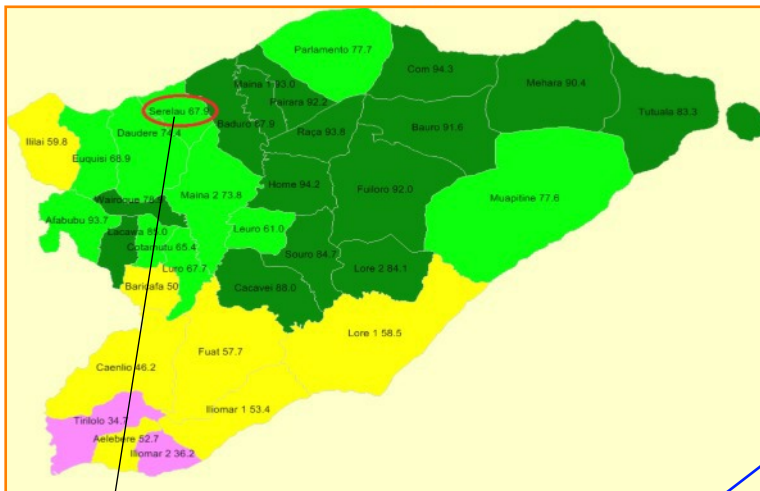 Parlamento 77.7
Com 94.3
Mehara 90.4
Tutuala 83.3
Maina 1 93.0
Pairara 92.2
Serelau 67.9
Baduro 67.9
Raça 93.8
Bauro 91.6
Daudere 74.4
Ililai 59.8
Euquisi 68.9
Home 94.2
Fuiloro 92.0
Maina 2 73.8
Muapitine 77.6
Wairoque
Afabubu 93.7
Lacawa 85.0
Leuro 61.0
Cotamutu 65.4
Souro 84.7
Luro 67.7
Lore 2 84.1
Baricafa 50
Cacavei 88.0
Lore 1 58.5
Fuat 57.7
Caenlio 46.2
Iliomar 1 53.4
Tirilolo 34.7
Aelebere 52.7
Iliomar 2 36.2